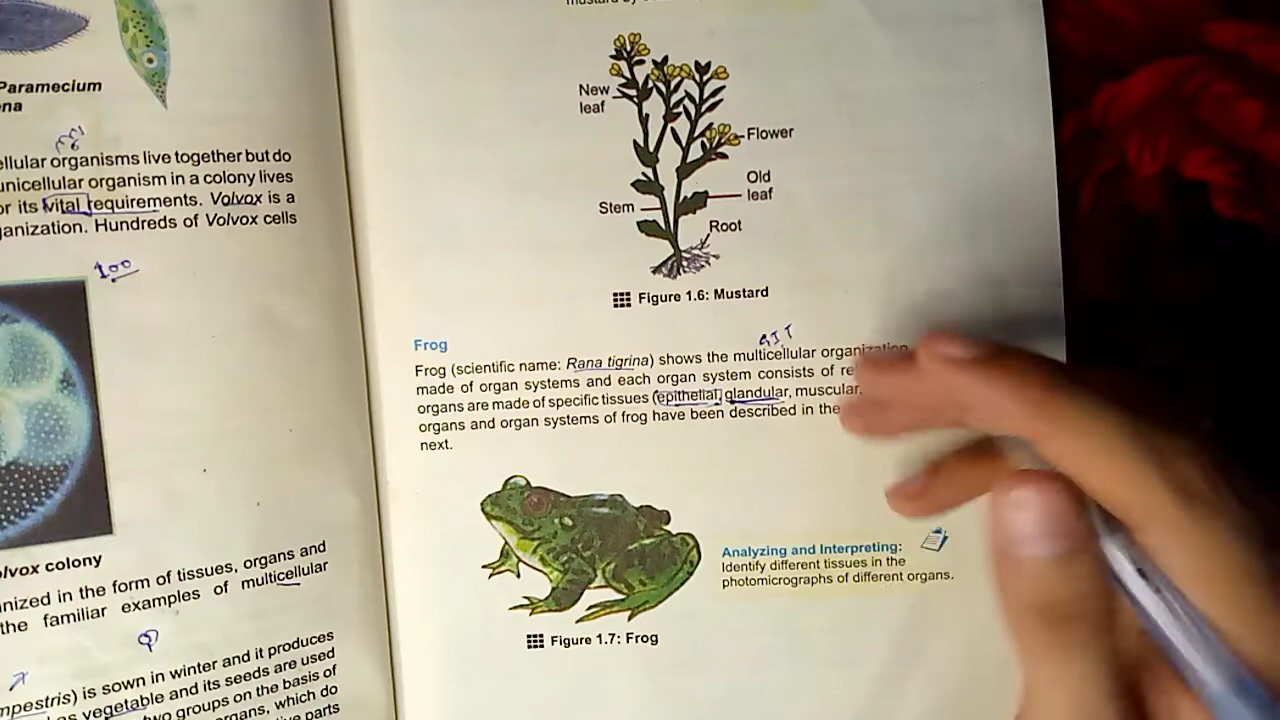 Paramecium
ena
ellular organisms live together but do
unicellular organism in a colony lives
or its vital requirements. Volvox is a
ganization. Hundreds of Volvox cells
100
olvox colony
nized in the form of tissues, organs and
the familiar examples of multicellular
mpestris) is sown in winter and it produces
as vegetable and its seeds are used
two groups on the basis of
organs, which do
parts
New
leaf
Flower
Old
leaf
Stem
Root
Figure 1.6: Mustard
Frog
Frog (scientific name: Rana tigrina) shows the multicellular organization
made of organ systems and each organ system consists of
organs are made of specific tissues (epithelial, glandular, muscular,
organs and organ systems of frog have been described in the
next.
Analyzing and Interpreting:
Identify different tissues in the
photomicrographs of different organs.
Figure 1.7: Frog